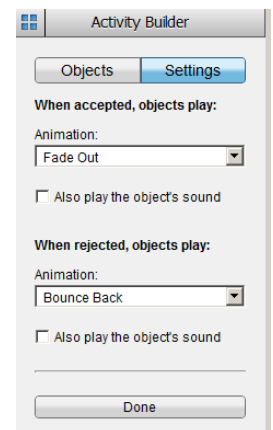 Activity Builder
Objects Settings
When accepted, objects play:
Animation:
Fade Out
Also play the object's sound
When rejected, objects play:
Animation:
Bounce Back
Also play the object's sound
Done